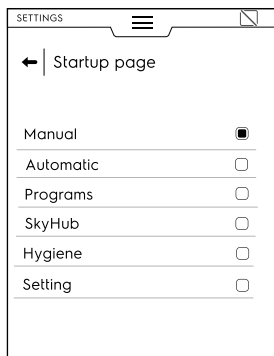 SETTINGS
Startup page
Manual
Automatic
Programs
SkyHub
Hygiene
Setting